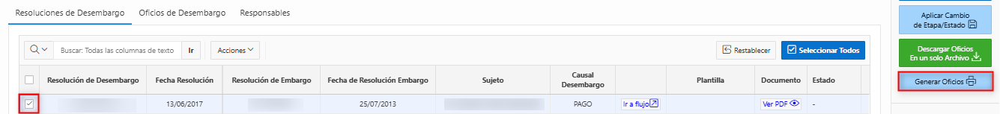 Resoluciones de Desembargo Oficios de Desembargo Responsables
Aplicar Cambio
de Etapa/Estado
Buscar: Todas las columnas de texto Ir Acciones Restablecer Seleccionar Todos
Descargar Oficios
En un solo Archivo
Resolución de Desembargo Fecha Resolución Resolución de Embargo Fecha de Resolución Embargo Sujeto Causal Desembargo Plantilla Documento Estado
Generar Oficios
13/06/2017 25/07/2013 PAGO Ir a flujo Ver PDF -